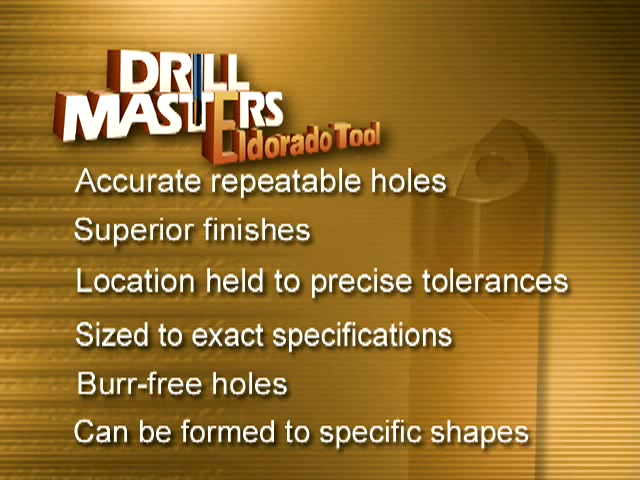 DRILL
MASTERS
Eldorado Tool
Accurate repeatable holes
Superior finishes
Location held to precise tolerances
Sized to exact specifications
Burr-free holes
Can be formed to specific shapes